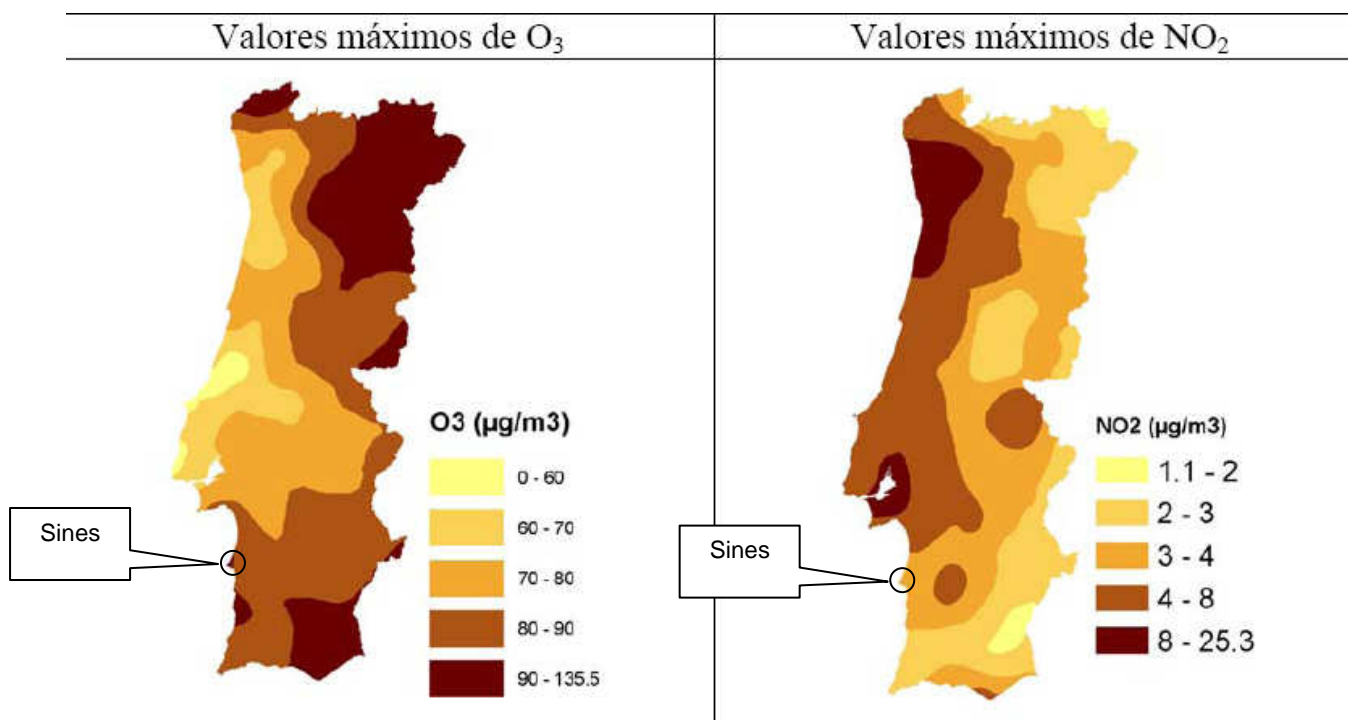 Valores máximos de O₃
Valores máximos de NO₂
O3 (µg/m3)
0 - 60
60 - 70
70 - 80
80 - 90
90 - 135.5
Sines
NO2 (µg/m3)
1.1 - 2
2 - 3
3 - 4
4 - 8
8 - 25.3
Sines